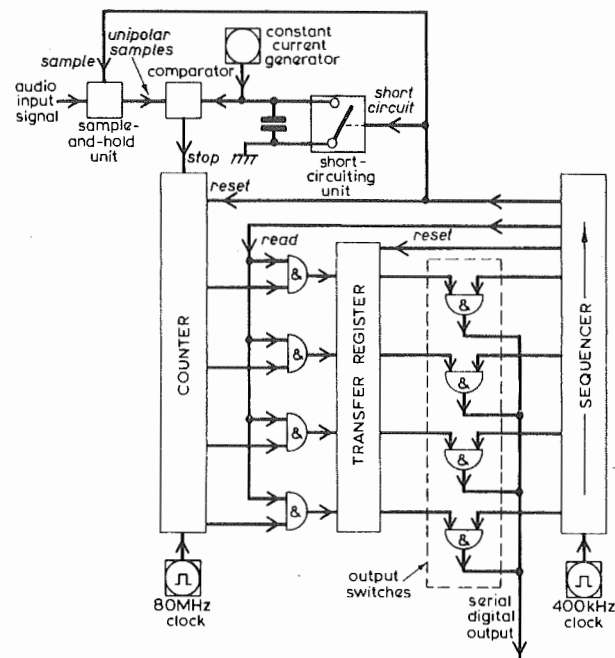 constant
current
generator
unipolar
samples
sample
comparator
audio
input
signal
short
circuit
sample-
and-hold
unit
stop
short-
circuiting
unit
reset
read
reset
COUNTER
&
&
&
&
TRANSFER REGISTER
&
&
&
&
SEQUENCER
output
switches
80MHz
clock
serial
digital
output
400kHz
clock